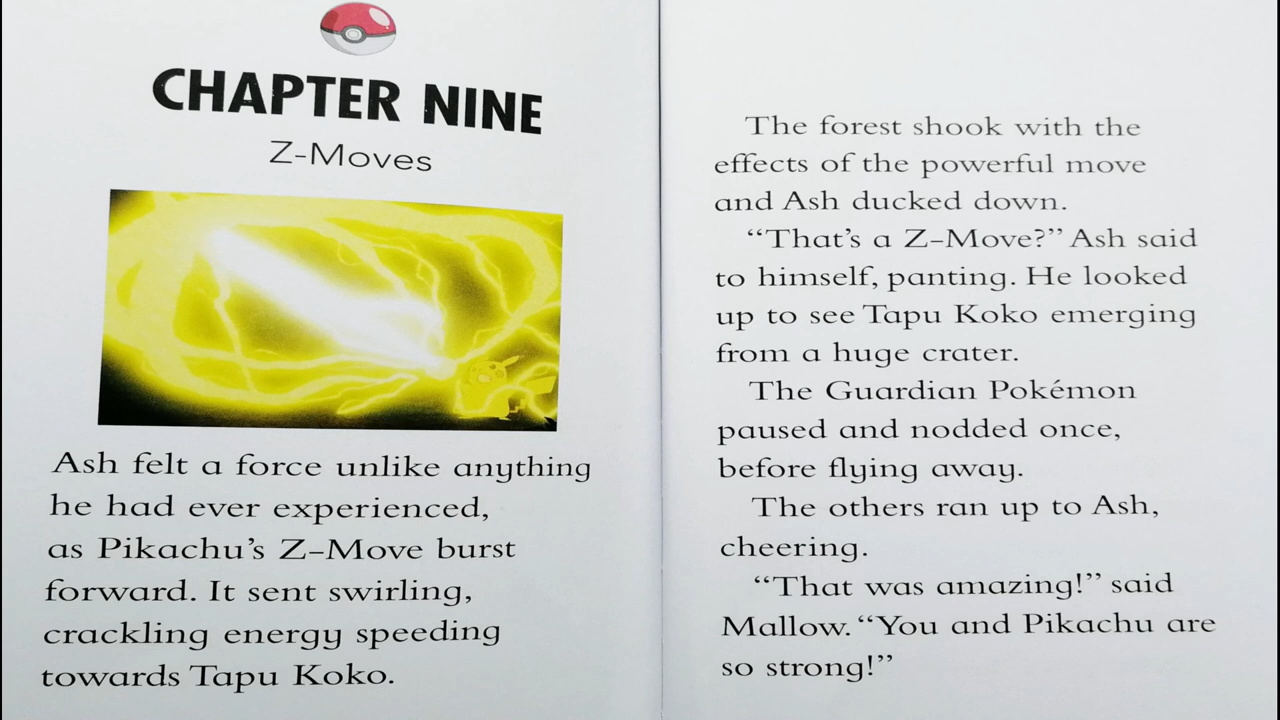 CHAPTER NINE
Z-Moves
Ash felt a force unlike anything
he had ever experienced,
as Pikachu's Z-Move burst
forward. It sent swirling,
crackling energy speeding
towards Tapu Koko.
The forest shook with the
effects of the powerful move
and Ash ducked down.
“That's a Z-Move?” Ash said
to himself, panting. He looked
up to see Tapu Koko emerging
from a huge crater.
The Guardian Pokémon
paused and nodded once,
before flying away.
The others ran up to Ash,
cheering.
“That was amazing!” said
Mallow. “You and Pikachu are
so strong!”